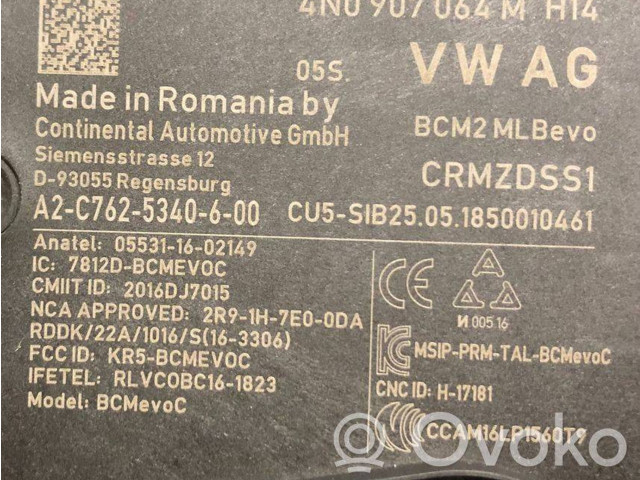 4N0 907 064 M H14
05S. VW AG
Made in Romania by
Continental Automotive GmbH BCM2 MLBevo
Siemensstrasse 12
D-93055 Regensburg CRMZDSS1
A2-C762-5340-6-00 CU5-SIB25.05.1850010461
Anatel: 05531-16-02149
IC: 7812D-BCMEVOC
CMIIT ID: 2016DJ7015
NCA APPROVED: 2R9-1H-7E0-0DA И 005 16
RDDK/22A/1016/S(16-3306) MSIP-PRM-TAL-BCMevoC
FCC ID: KR5-BCMEVOC
IFETEL: RLVCOBC16-1823 CNC ID: H-17181
Model: BCMevoC
CCAM16LP1560T9
Ovoko